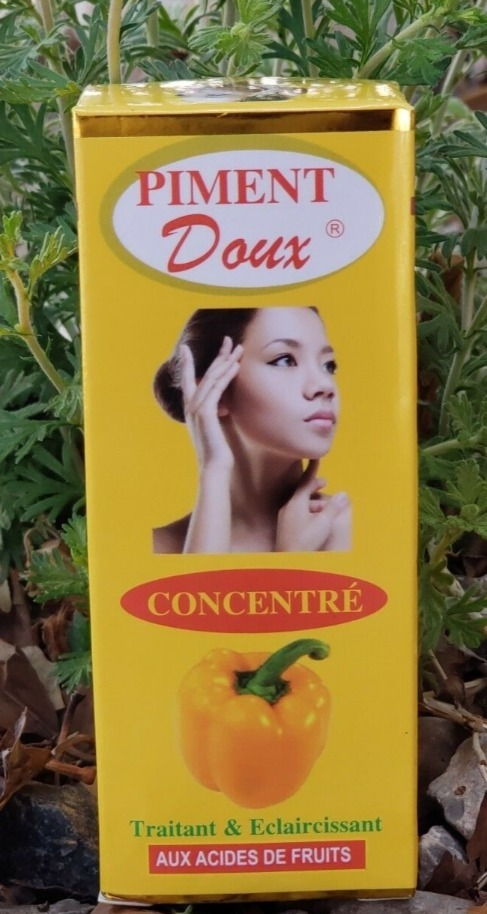 PIMENT
Doux ®
CONCENTRÉ
Traitant & Eclaircissant
AUX ACIDES DE FRUITS